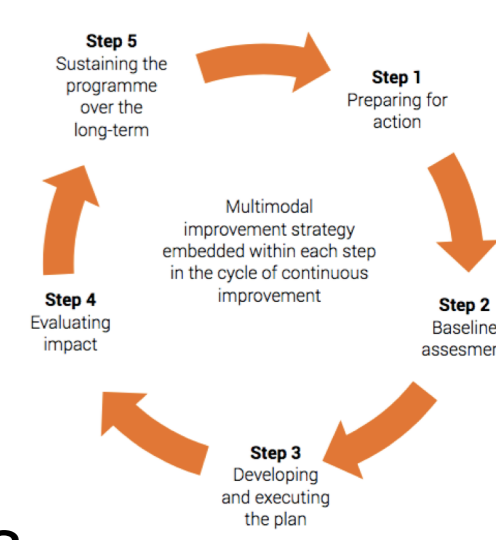 Step 5
Sustaining the
programme
over the
long-term
Step 1
Preparing for
action
Multimodal
improvement strategy
embedded within each step
in the cycle of continuous
improvement
Step 2
Baseline
Step 4
Evaluating
impact
Step 3
Developing
and executing
the plan